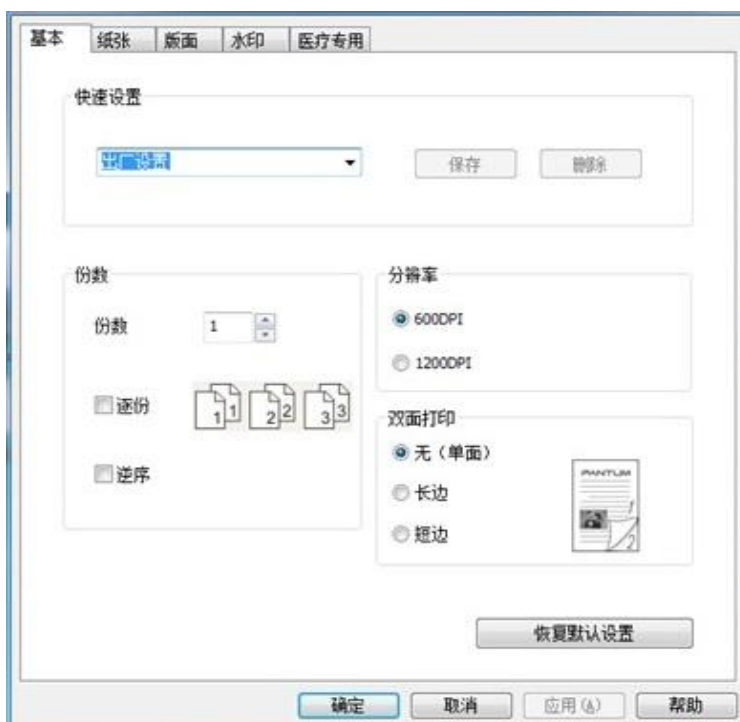 基本 纸张 版面 水印 医疗专用
快速设置
出厂设置 保存 删除
份数
份数 1
逐份 1 1 2 2 3 3
逆序
分辨率
600DPI
1200DPI
双面打印
无（单面）
长边
短边
PANTUM
1
2
恢复默认设置
确定 取消 应用(A) 帮助